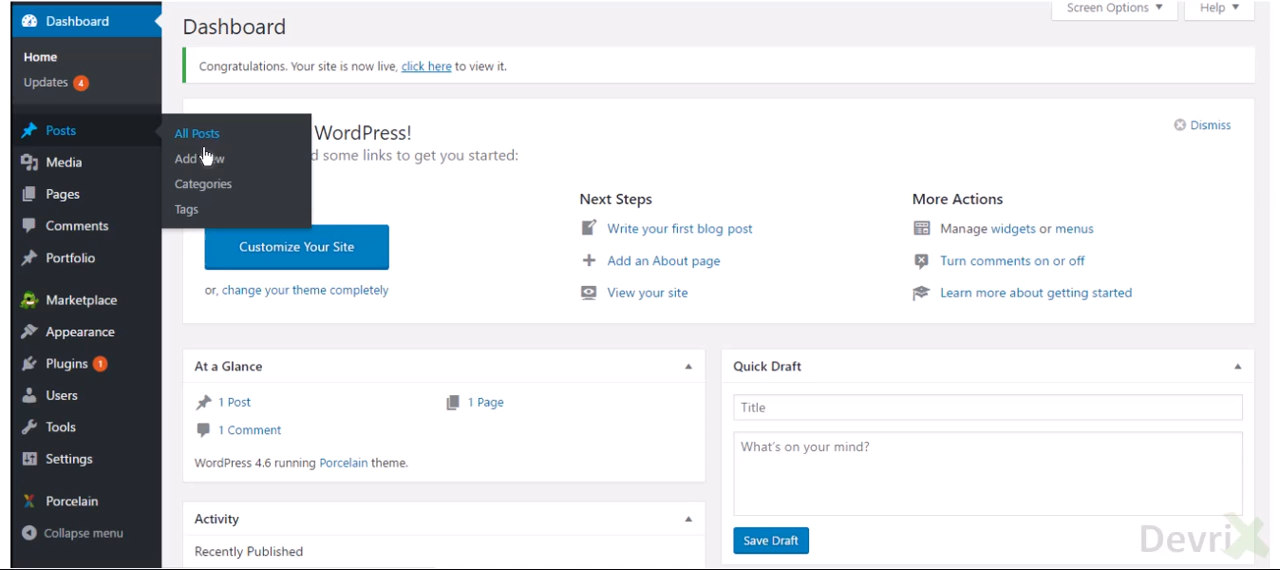 Dashboard
Home
Updates 4
Posts
Media
Pages
Comments
Portfolio
Marketplace
Appearance
Plugins 1
Users
Tools
Settings
Porcelain
Collapse menu
All Posts
Add
Categories
Tags
Screen Options
Help
Dashboard
Congratulations. Your site is now live, click here to view it.
WordPress!
Dismiss
some links to get you started:
Customize Your Site
or, change your theme completely
Next Steps
Write your first blog post
Add an About page
View your site
More Actions
Manage widgets or menus
Turn comments on or off
Learn more about getting started
At a Glance
1 Post
1 Page
1 Comment
WordPress 4.6 running Porcelain theme.
Activity
Recently Published
Quick Draft
Title
What's on your mind?
Save Draft
DevriX